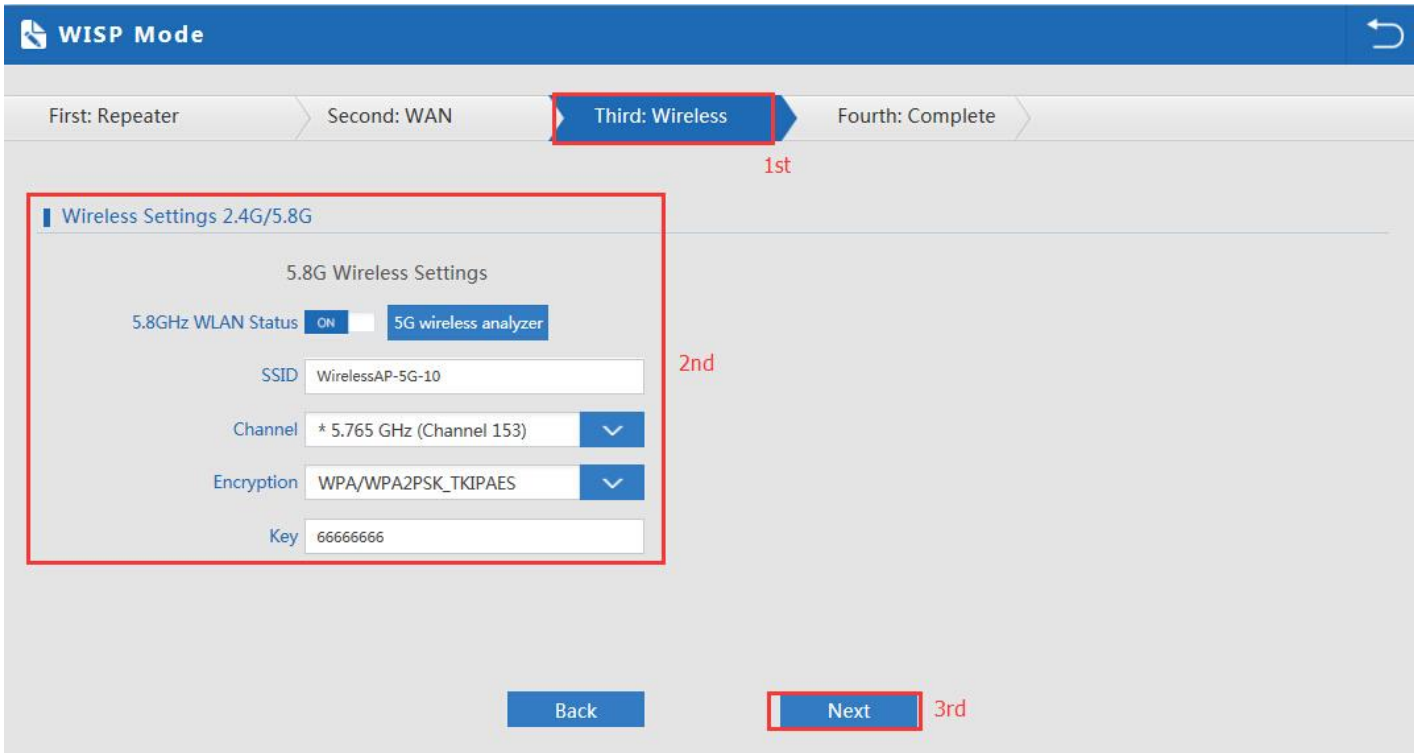 WISP Mode
First: Repeater Second: WAN Third: Wireless Fourth: Complete
1st
Wireless Settings 2.4G/5.8G
5.8G Wireless Settings
5.8GHz WLAN Status ON 5G wireless analyzer
2nd
SSID WirelessAP-5G-10
Channel * 5.765 GHz (Channel 153)
Encryption WPA/WPA2PSK_TKIPAES
Key 66666666
Back Next 3rd